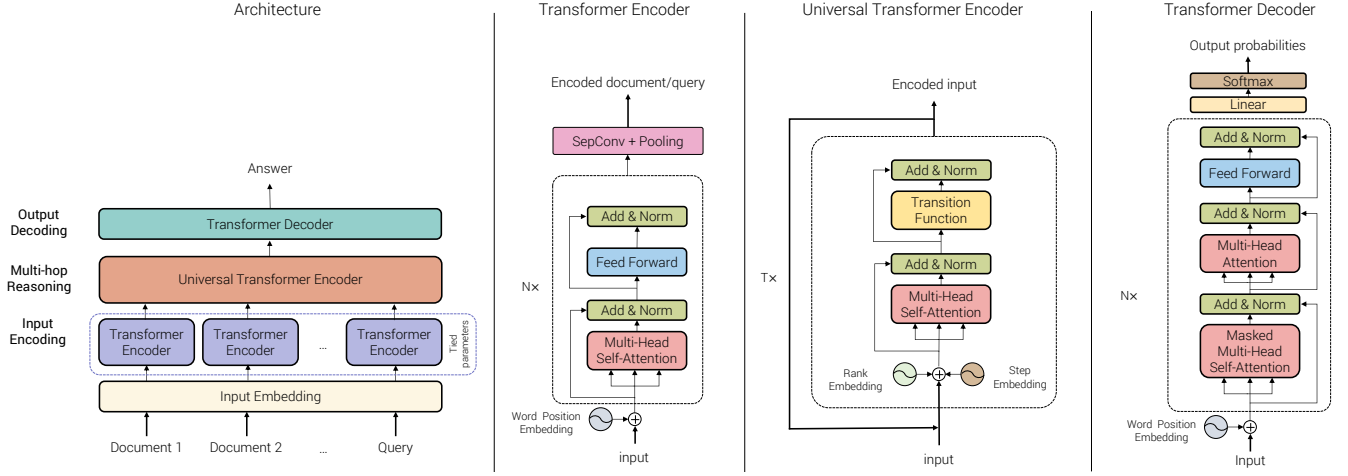 Architecture
Answer
Output
Decoding
Transformer Decoder
Multi-hop
Reasoning
Universal Transformer Encoder
Input
Encoding
Transformer
Encoder
Transformer
Encoder
...
Transformer
Encoder
Tied
parameters
Input Embedding
Document 1
Document 2
...
Query
Transformer Encoder
Encoded document/query
SepConv + Pooling
Add & Norm
Feed Forward
N×
Add & Norm
Multi-Head
Self-Attention
Word Position
Embedding
input
Universal Transformer Encoder
Encoded input
Add & Norm
Transition
Function
T×
Add & Norm
Multi-Head
Self-Attention
Rank
Embedding
Step
Embedding
input
Transformer Decoder
Output probabilities
Softmax
Linear
Add & Norm
Feed Forward
Add & Norm
Multi-Head
Attention
N×
Add & Norm
Masked
Multi-Head
Self-Attention
Word Position
Embedding
Input